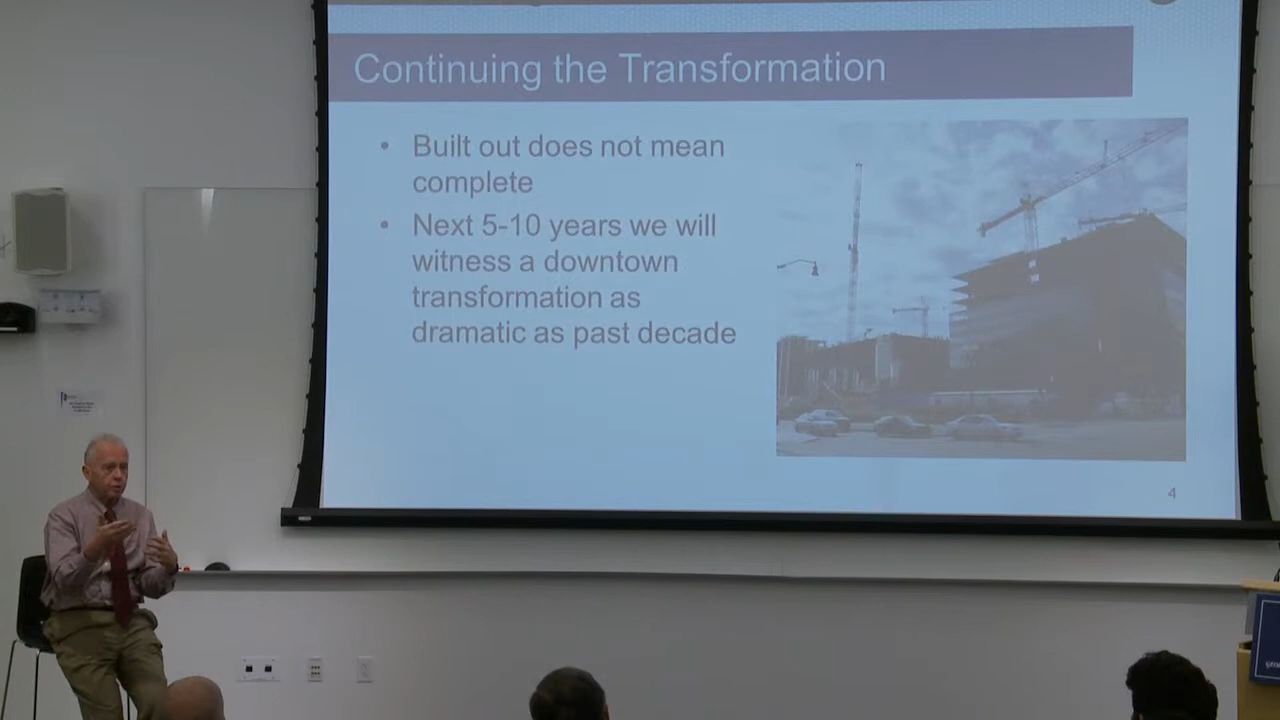 Continuing the Transformation
• Built out does not mean
complete
• Next 5-10 years we will
witness a downtown
transformation as
dramatic as past decade
4